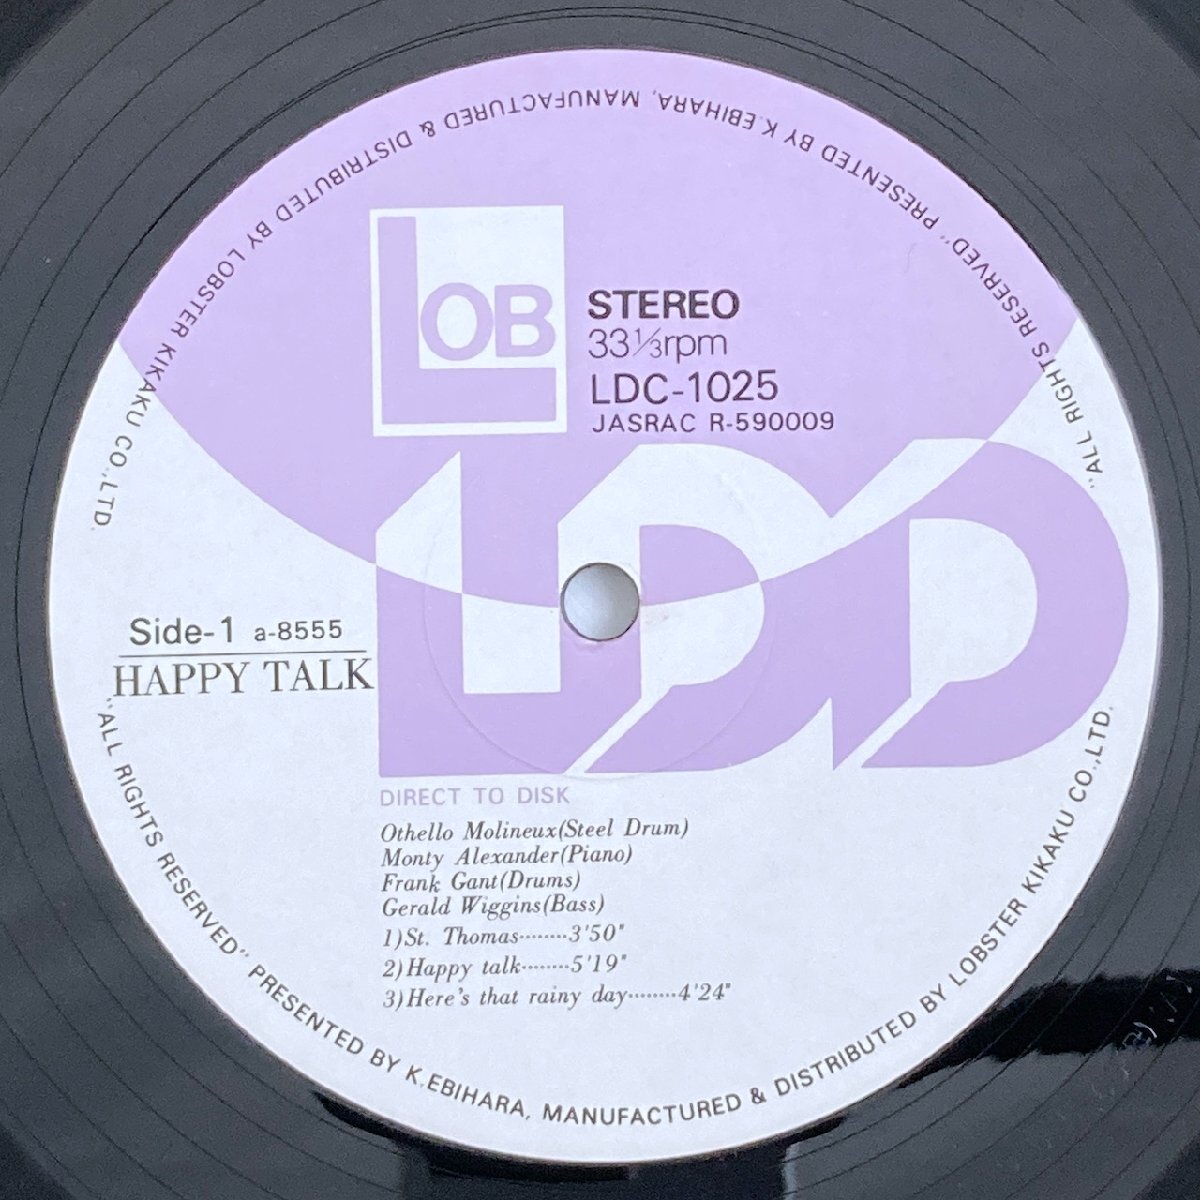 "ALL RIGHTS RESERVED" PRESENTED BY K.EBIHARA, MANUFACTURED & DISTRIBUTED BY LOBSTER KIKAKU CO.,LTD.
LOB
STEREO
33⅓rpm
LDC-1025
JASRAC R-590009
LDD
Side-1 a-8555
HAPPY TALK
DIRECT TO DISK
Othello Molineux(Steel Drum)
Monty Alexander(Piano)
Frank Gant(Drums)
Gerald Wiggins(Bass)
1)St. Thomas········3'50"
2)Happy talk········5'19"
3)Here's that rainy day········4'24"
"ALL RIGHTS RESERVED" PRESENTED BY K.EBIHARA, MANUFACTURED & DISTRIBUTED BY LOBSTER KIKAKU CO.,LTD.